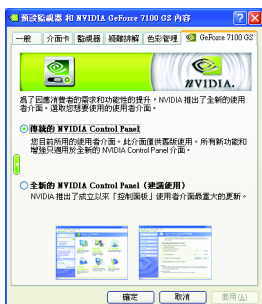 預設監視器 和 NVIDIA GeForce 7100 GS 內容
一般 介面卡 監視器 疑難排解 色彩管理 GeForce 7100 GS
NVIDIA.
為了因應消費者的需求和功能性的提升，NVIDIA 推出了全新的使用
者介面。選取您想要使用的使用者介面。
傳統的 NVIDIA Control Panel
您目前所用的使用者介面。此介面僅供舊版使用。所有新功能和
增強只適用於全新的 NVIDIA Control Panel 介面。
全新的 NVIDIA Control Panel（建議使用）
NVIDIA 推出了成立以來「控制面板」使用者介面最重大的更新。
確定 取消 套用(A)